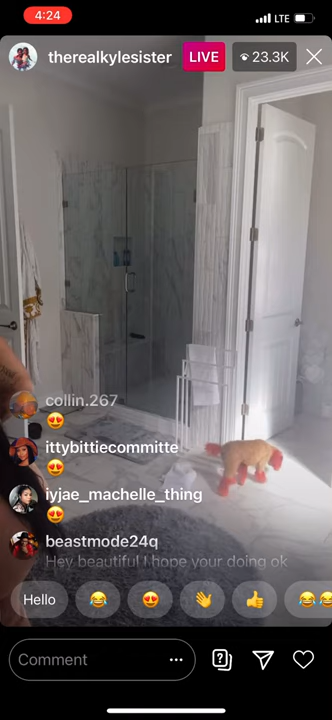 4:24
LTE
therealkylesister LIVE 23.3K
collin.267
ittybittiecommitte
iyjae_machelle_thing
beastmode24q
Hey beautiful I hope your doing ok
Hello
Comment